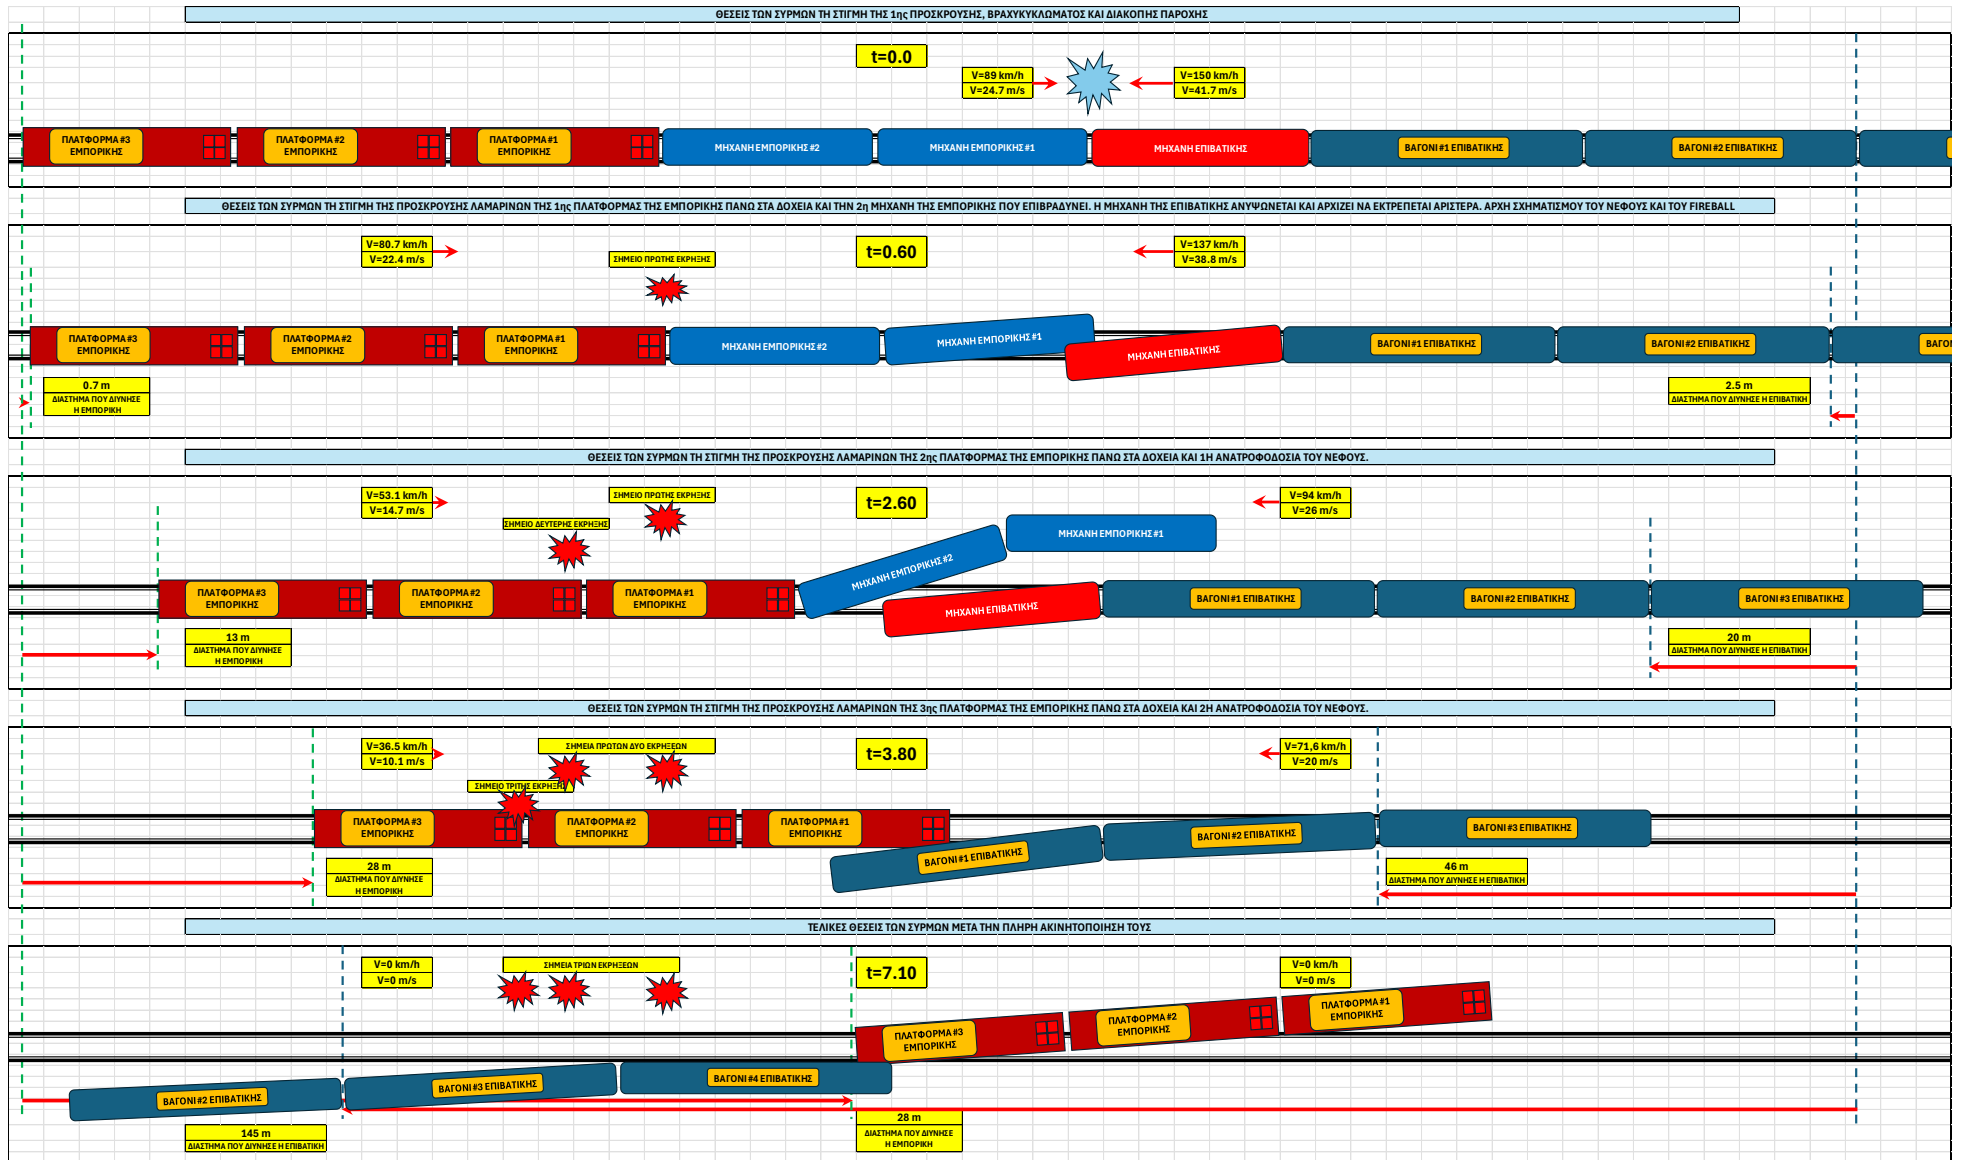 ΘΕΣΕΙΣ ΤΩΝ ΣΥΡΜΩΝ ΤΗ ΣΤΙΓΜΗ ΤΗΣ 1ης ΠΡΟΣΚΡΟΥΣΗΣ, ΒΡΑΧΥΚΥΚΛΩΜΑΤΟΣ ΚΑΙ ΔΙΑΚΟΠΗΣ ΠΑΡΟΧΗΣ
t=0.0
V=89 km/h
V=24.7 m/s
V=150 km/h
V=41.7 m/s
ΠΛΑΤΦΟΡΜΑ #3
ΕΜΠΟΡΙΚΗΣ
ΠΛΑΤΦΟΡΜΑ #2
ΕΜΠΟΡΙΚΗΣ
ΠΛΑΤΦΟΡΜΑ #1
ΕΜΠΟΡΙΚΗΣ
ΜΗΧΑΝΗ ΕΜΠΟΡΙΚΗΣ #2
ΜΗΧΑΝΗ ΕΜΠΟΡΙΚΗΣ #1
ΜΗΧΑΝΗ ΕΠΙΒΑΤΙΚΗΣ
ΒΑΓΟΝΙ #1 ΕΠΙΒΑΤΙΚΗΣ
ΒΑΓΟΝΙ #2 ΕΠΙΒΑΤΙΚΗΣ
ΘΕΣΕΙΣ ΤΩΝ ΣΥΡΜΩΝ ΤΗ ΣΤΙΓΜΗ ΤΗΣ ΠΡΟΣΚΡΟΥΣΗΣ ΛΑΜΑΡΙΝΩΝ ΤΗΣ 1ης ΠΛΑΤΦΟΡΜΑΣ ΤΗΣ ΕΜΠΟΡΙΚΗΣ ΠΑΝΩ ΣΤΑ ΔΟΧΕΙΑ ΚΑΙ ΤΗΝ 2η ΜΗΧΑΝΗ ΤΗΣ ΕΜΠΟΡΙΚΗΣ ΠΟΥ ΕΠΙΒΡΑΔΥΝΕΙ. Η ΜΗΧΑΝΗ ΤΗΣ ΕΠΙΒΑΤΙΚΗΣ ΑΝΥΨΩΝΕΤΑΙ ΚΑΙ ΑΡΧΙΖΕΙ ΝΑ ΕΚΤΡΕΠΕΤΑΙ ΑΡΙΣΤΕΡΑ. ΑΡΧΗ ΣΧΗΜΑΤΙΣΜΟΥ ΤΟΥ ΝΕΦΟΥΣ ΚΑΙ ΤΟΥ FIREBALL
V=80.7 km/h
V=22.4 m/s
ΣΗΜΕΙΟ ΠΡΩΤΗΣ ΕΚΡΗΞΗΣ
t=0.60
V=137 km/h
V=38.8 m/s
ΠΛΑΤΦΟΡΜΑ #3
ΕΜΠΟΡΙΚΗΣ
ΠΛΑΤΦΟΡΜΑ #2
ΕΜΠΟΡΙΚΗΣ
ΠΛΑΤΦΟΡΜΑ #1
ΕΜΠΟΡΙΚΗΣ
ΜΗΧΑΝΗ ΕΜΠΟΡΙΚΗΣ #2
ΜΗΧΑΝΗ ΕΜΠΟΡΙΚΗΣ #1
ΜΗΧΑΝΗ ΕΠΙΒΑΤΙΚΗΣ
ΒΑΓΟΝΙ #1 ΕΠΙΒΑΤΙΚΗΣ
ΒΑΓΟΝΙ #2 ΕΠΙΒΑΤΙΚΗΣ
ΒΑΓΟΝ
0.7 m
ΔΙΑΣΤΗΜΑ ΠΟΥ ΔΙΥΝΗΣΕ
Η ΕΜΠΟΡΙΚΗ
2.5 m
ΔΙΑΣΤΗΜΑ ΠΟΥ ΔΙΥΝΗΣΕ Η ΕΠΙΒΑΤΙΚΗ
ΘΕΣΕΙΣ ΤΩΝ ΣΥΡΜΩΝ ΤΗ ΣΤΙΓΜΗ ΤΗΣ ΠΡΟΣΚΡΟΥΣΗΣ ΛΑΜΑΡΙΝΩΝ ΤΗΣ 2ης ΠΛΑΤΦΟΡΜΑΣ ΤΗΣ ΕΜΠΟΡΙΚΗΣ ΠΑΝΩ ΣΤΑ ΔΟΧΕΙΑ ΚΑΙ 1Η ΑΝΑΤΡΟΦΟΔΟΣΙΑ ΤΟΥ ΝΕΦΟΥΣ.
V=53.1 km/h
V=14.7 m/s
ΣΗΜΕΙΟ ΠΡΩΤΗΣ ΕΚΡΗΞΗΣ
ΣΗΜΕΙΟ ΔΕΥΤΕΡΗΣ ΕΚΡΗΞΗΣ
t=2.60
V=94 km/h
V=26 m/s
ΜΗΧΑΝΗ ΕΜΠΟΡΙΚΗΣ #1
ΜΗΧΑΝΗ ΕΜΠΟΡΙΚΗΣ #2
ΠΛΑΤΦΟΡΜΑ #3
ΕΜΠΟΡΙΚΗΣ
ΠΛΑΤΦΟΡΜΑ #2
ΕΜΠΟΡΙΚΗΣ
ΠΛΑΤΦΟΡΜΑ #1
ΕΜΠΟΡΙΚΗΣ
ΜΗΧΑΝΗ ΕΠΙΒΑΤΙΚΗΣ
ΒΑΓΟΝΙ #1 ΕΠΙΒΑΤΙΚΗΣ
ΒΑΓΟΝΙ #2 ΕΠΙΒΑΤΙΚΗΣ
ΒΑΓΟΝΙ #3 ΕΠΙΒΑΤΙΚΗΣ
13 m
ΔΙΑΣΤΗΜΑ ΠΟΥ ΔΙΥΝΗΣΕ
Η ΕΜΠΟΡΙΚΗ
20 m
ΔΙΑΣΤΗΜΑ ΠΟΥ ΔΙΥΝΗΣΕ Η ΕΠΙΒΑΤΙΚΗ
ΘΕΣΕΙΣ ΤΩΝ ΣΥΡΜΩΝ ΤΗ ΣΤΙΓΜΗ ΤΗΣ ΠΡΟΣΚΡΟΥΣΗΣ ΛΑΜΑΡΙΝΩΝ ΤΗΣ 3ης ΠΛΑΤΦΟΡΜΑΣ ΤΗΣ ΕΜΠΟΡΙΚΗΣ ΠΑΝΩ ΣΤΑ ΔΟΧΕΙΑ ΚΑΙ 2Η ΑΝΑΤΡΟΦΟΔΟΣΙΑ ΤΟΥ ΝΕΦΟΥΣ.
V=36.5 km/h
V=10.1 m/s
ΣΗΜΕΙΑ ΠΡΩΤΩΝ ΔΥΟ ΕΚΡΗΞΕΩΝ
ΣΗΜΕΙΟ ΤΡΙΤΗΣ ΕΚΡΗΞΗΣ
t=3.80
V=71,6 km/h
V=20 m/s
ΠΛΑΤΦΟΡΜΑ #3
ΕΜΠΟΡΙΚΗΣ
ΠΛΑΤΦΟΡΜΑ #2
ΕΜΠΟΡΙΚΗΣ
ΠΛΑΤΦΟΡΜΑ #1
ΕΜΠΟΡΙΚΗΣ
ΒΑΓΟΝΙ #1 ΕΠΙΒΑΤΙΚΗΣ
ΒΑΓΟΝΙ #2 ΕΠΙΒΑΤΙΚΗΣ
ΒΑΓΟΝΙ #3 ΕΠΙΒΑΤΙΚΗΣ
28 m
ΔΙΑΣΤΗΜΑ ΠΟΥ ΔΙΥΝΗΣΕ
Η ΕΜΠΟΡΙΚΗ
46 m
ΔΙΑΣΤΗΜΑ ΠΟΥ ΔΙΥΝΗΣΕ Η ΕΠΙΒΑΤΙΚΗ
ΤΕΛΙΚΕΣ ΘΕΣΕΙΣ ΤΩΝ ΣΥΡΜΩΝ ΜΕΤΑ ΤΗΝ ΠΛΗΡΗ ΑΚΙΝΗΤΟΠΟΙΗΣΗ ΤΟΥΣ
V=0 km/h
V=0 m/s
ΣΗΜΕΙΑ ΤΡΙΩΝ ΕΚΡΗΞΕΩΝ
t=7.10
V=0 km/h
V=0 m/s
ΠΛΑΤΦΟΡΜΑ #3
ΕΜΠΟΡΙΚΗΣ
ΠΛΑΤΦΟΡΜΑ #2
ΕΜΠΟΡΙΚΗΣ
ΠΛΑΤΦΟΡΜΑ #1
ΕΜΠΟΡΙΚΗΣ
ΒΑΓΟΝΙ #2 ΕΠΙΒΑΤΙΚΗΣ
ΒΑΓΟΝΙ #3 ΕΠΙΒΑΤΙΚΗΣ
ΒΑΓΟΝΙ #4 ΕΠΙΒΑΤΙΚΗΣ
145 m
ΔΙΑΣΤΗΜΑ ΠΟΥ ΔΙΥΝΗΣΕ Η ΕΠΙΒΑΤΙΚΗ
28 m
ΔΙΑΣΤΗΜΑ ΠΟΥ ΔΙΥΝΗΣΕ
Η ΕΜΠΟΡΙΚΗ